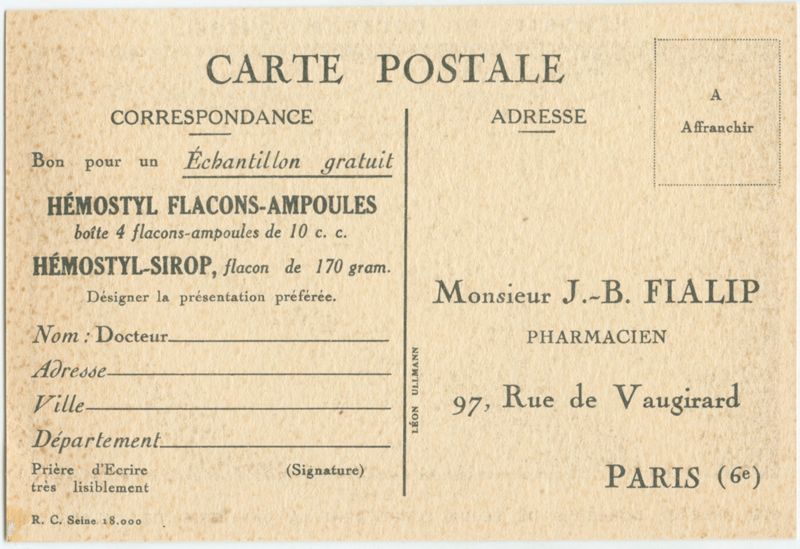 CARTE POSTALE
CORRESPONDANCE
Bon pour un Échantillon gratuit
HÉMOSTYL FLACONS-AMPOULES
boîte 4 flacons-ampoules de 10 c. c.
HÉMOSTYL-SIROP, flacon de 170 gram.
Désigner la présentation préférée.
Nom : Docteur
Adresse
Ville
Département
Prière d'Ecrire
très lisiblement
(Signature)
R. C. Seine 18.000
LÉON ULLMANN
ADRESSE
A
Affranchir
Monsieur J.-B. FIALIP
PHARMACIEN
97, Rue de Vaugirard
PARIS (6e)